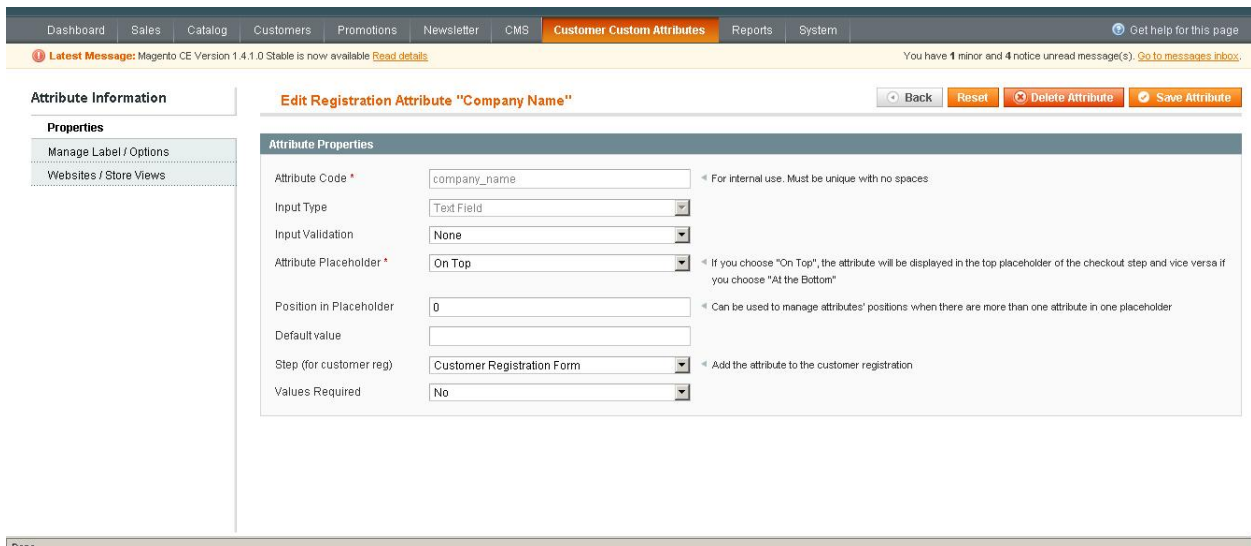 Dashboard Sales Catalog Customers Promotions Newsletter CMS Customer Custom Attributes Reports System Get help for this page
Latest Message: Magento CE Version 1.4.1.0 Stable is now available Read details You have 1 minor and 4 notice unread message(s). Go to messages inbox.
Attribute Information
Properties
Manage Label / Options
Websites / Store Views
Edit Registration Attribute "Company Name" Back Reset Delete Attribute Save Attribute
Attribute Properties
Attribute Code * company_name For internal use. Must be unique with no spaces
Input Type Text Field
Input Validation None
Attribute Placeholder * On Top If you choose "On Top", the attribute will be displayed in the top placeholder of the checkout step and vice versa if
you choose "At the Bottom"
Position in Placeholder 0 Can be used to manage attributes' positions when there are more than one attribute in one placeholder
Default value
Step (for customer reg) Customer Registration Form Add the attribute to the customer registration
Values Required No